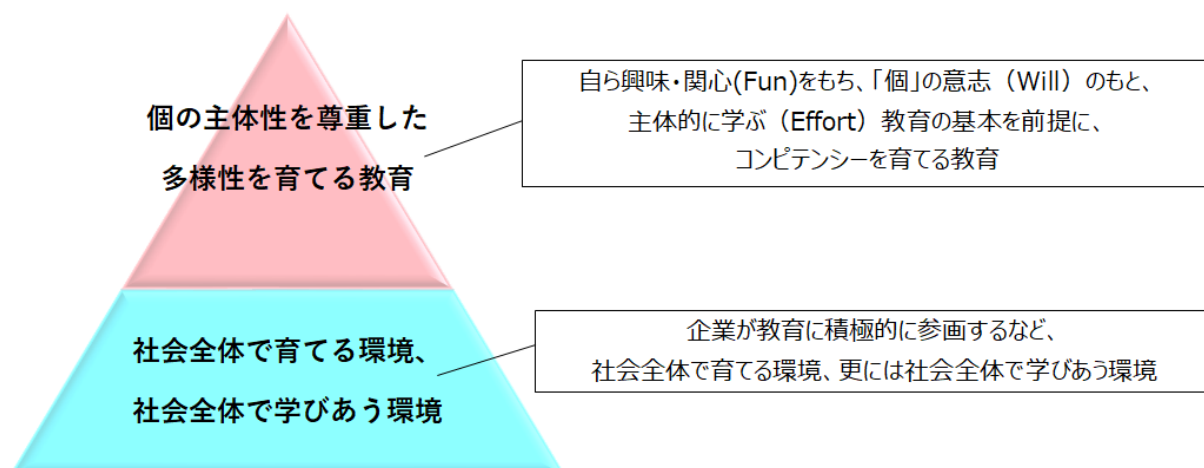 個の主体性を尊重した
多様性を育てる教育
自ら興味・関心(Fun)をもち、「個」の意志（Will）のもと、
主体的に学ぶ（Effort）教育の基本を前提に、
コンピテンシーを育てる教育
社会全体で育てる環境、
社会全体で学びあう環境
企業が教育に積極的に参画するなど、
社会全体で育てる環境、更には社会全体で学びあう環境